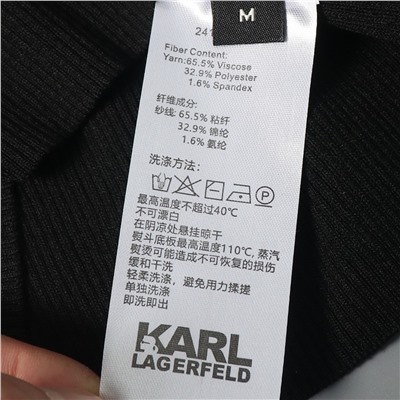 M
241
Fiber Content:
Yarn:65.5% Viscose
32.9% Polyester
1.6% Spandex
纤维成分:
纱线: 65.5% 粘纤
32.9% 锦纶
1.6% 氨纶
洗涤方法:
P
最高温度不超过40℃
不可漂白
在阴凉处悬挂晾干
熨斗底板最高温度110℃, 蒸汽
熨烫可能造成不可恢复的损伤
缓和干洗
轻柔洗涤, 避免用力揉搓
单独洗涤
即洗即出
KARL
LAGERFELD